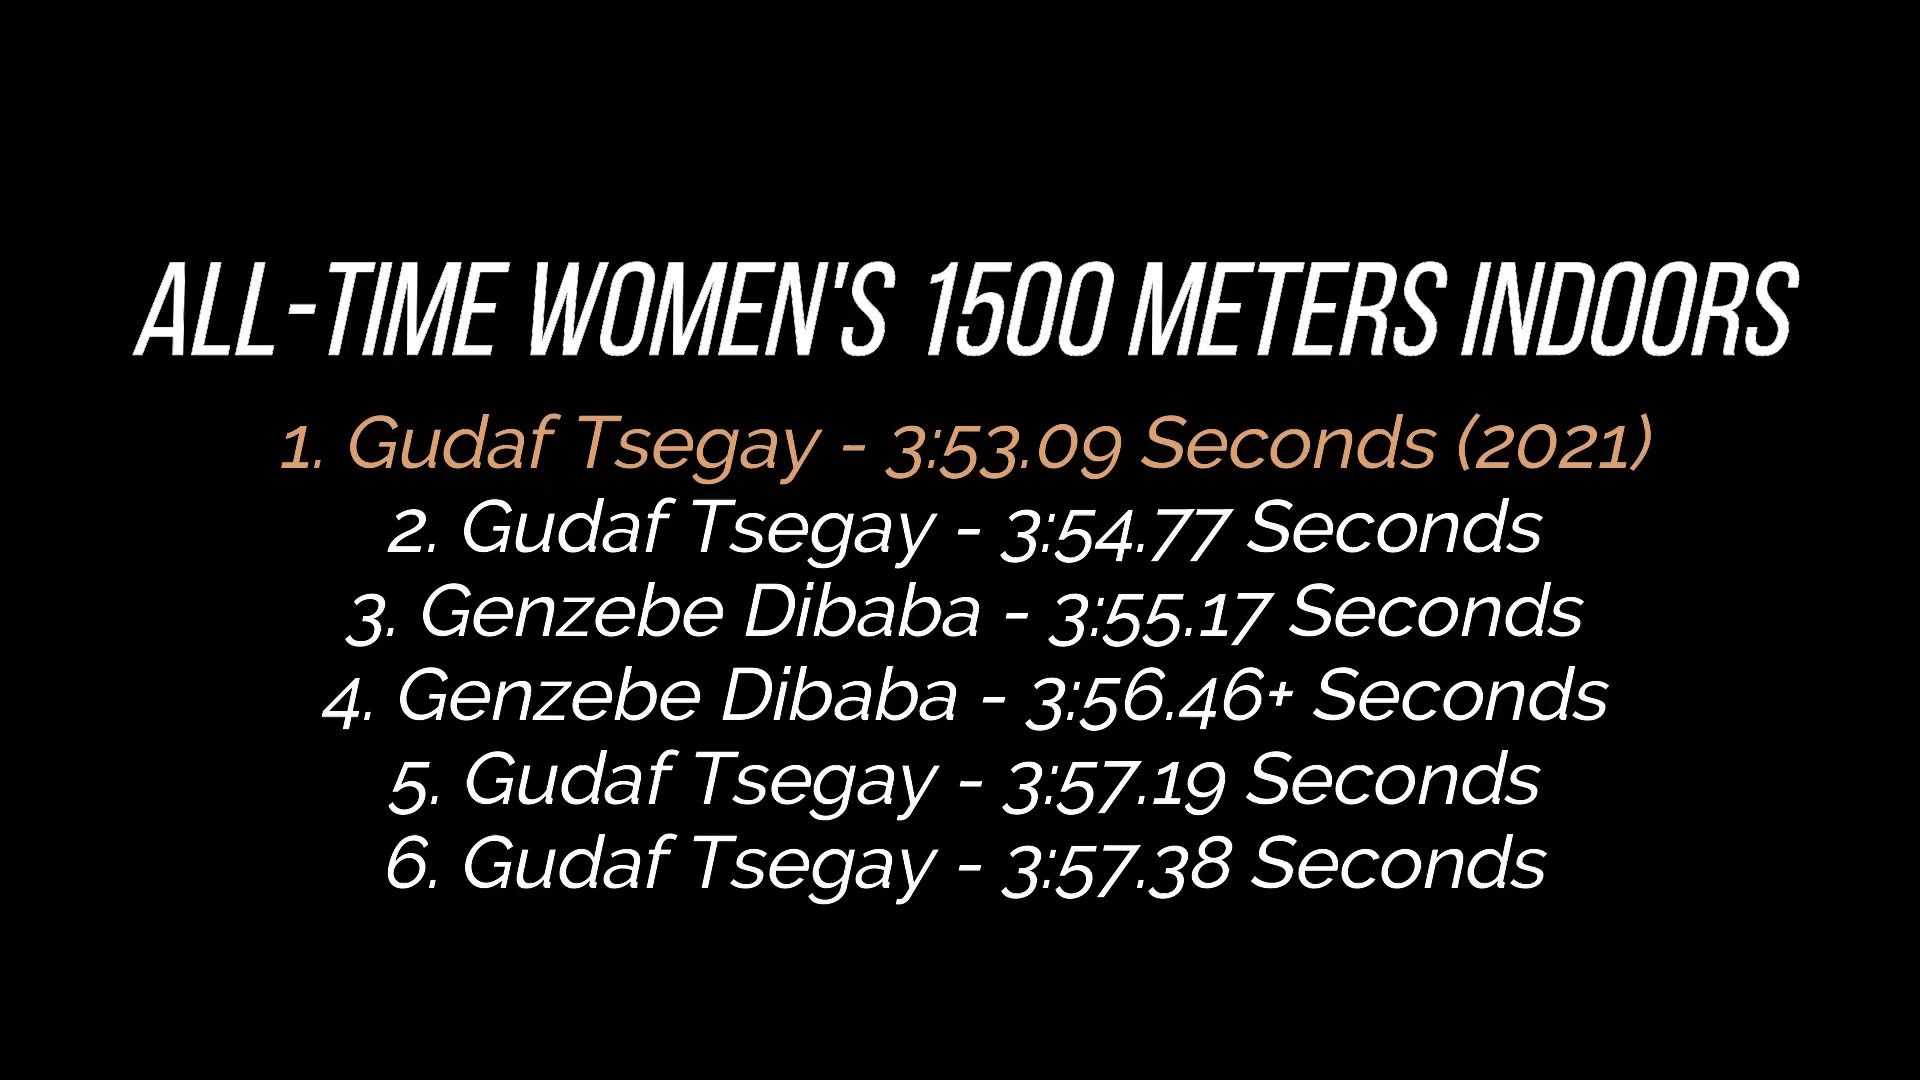 ALL-TIME WOMEN'S 1500 METERS INDOORS
1. Gudaf Tsegay - 3:53.09 Seconds (2021)
2. Gudaf Tsegay - 3:54.77 Seconds
3. Genzebe Dibaba - 3:55.17 Seconds
4. Genzebe Dibaba - 3:56.46+ Seconds
5. Gudaf Tsegay - 3:57.19 Seconds
6. Gudaf Tsegay - 3:57.38 Seconds